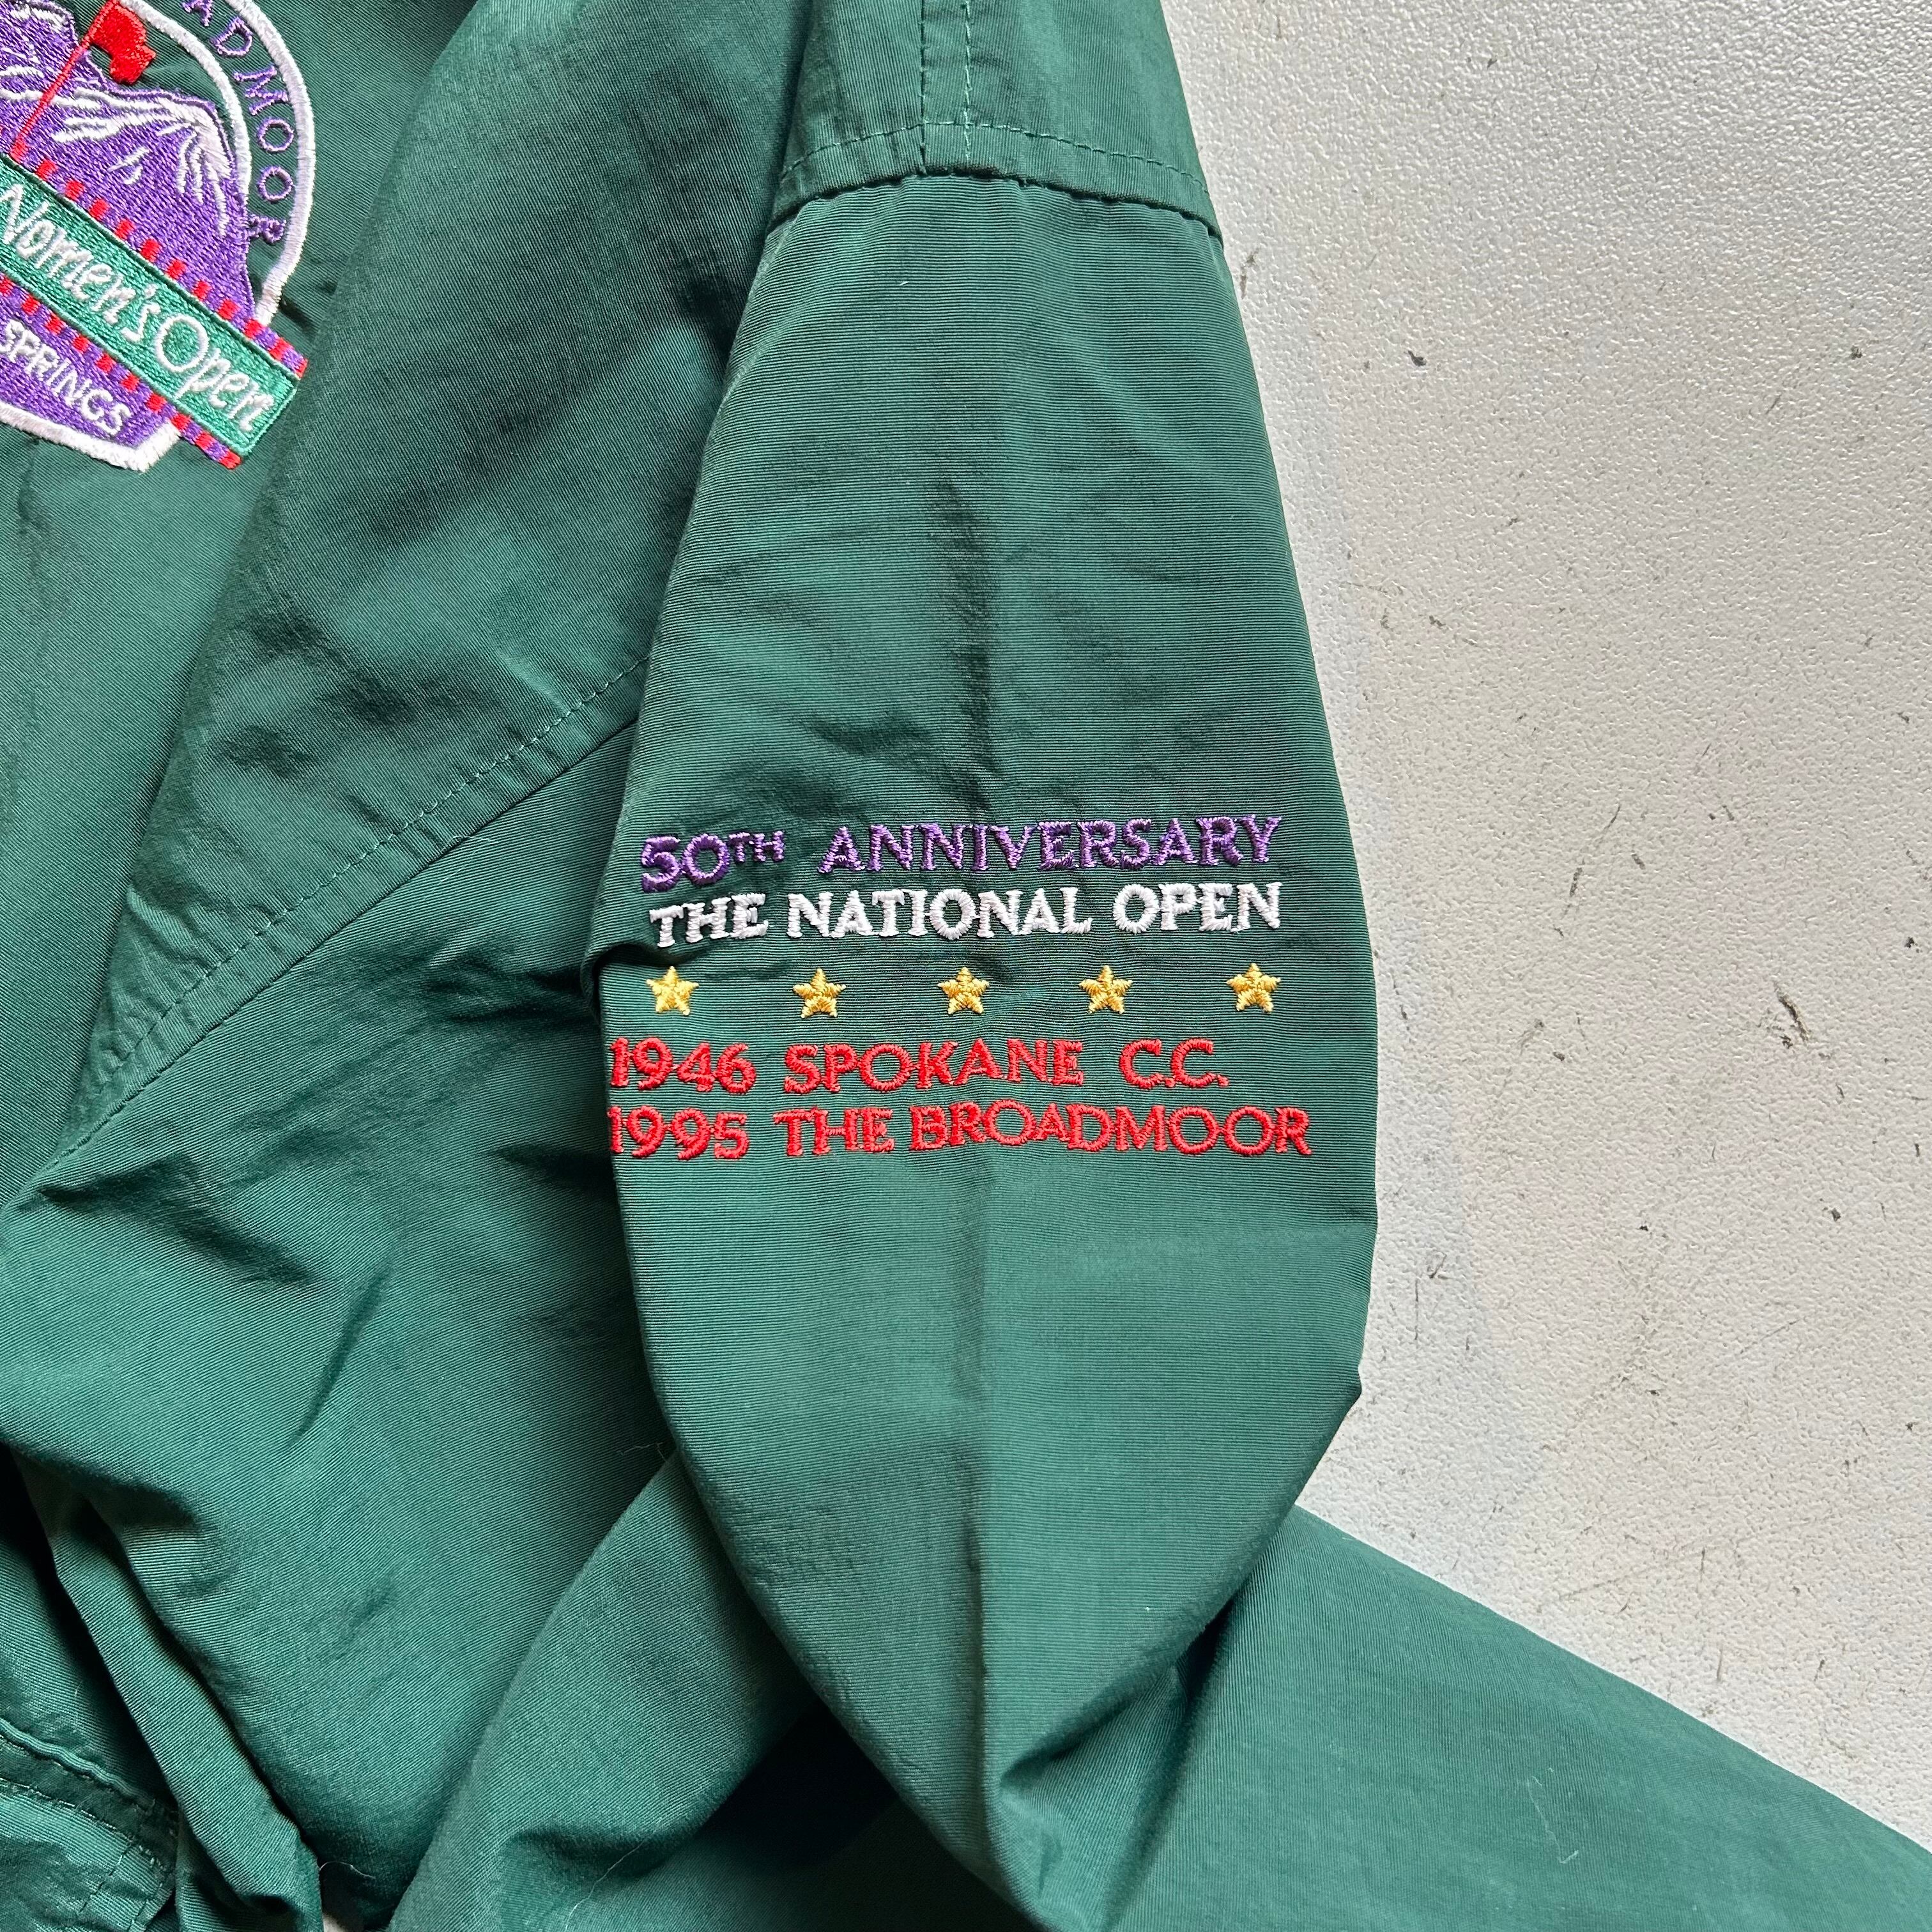 ADMOOR
Women's Open
SPRINGS
50TH ANNIVERSARY
THE NATIONAL OPEN
1946 SPOKANE C.C.
1995 THE BROADMOOR